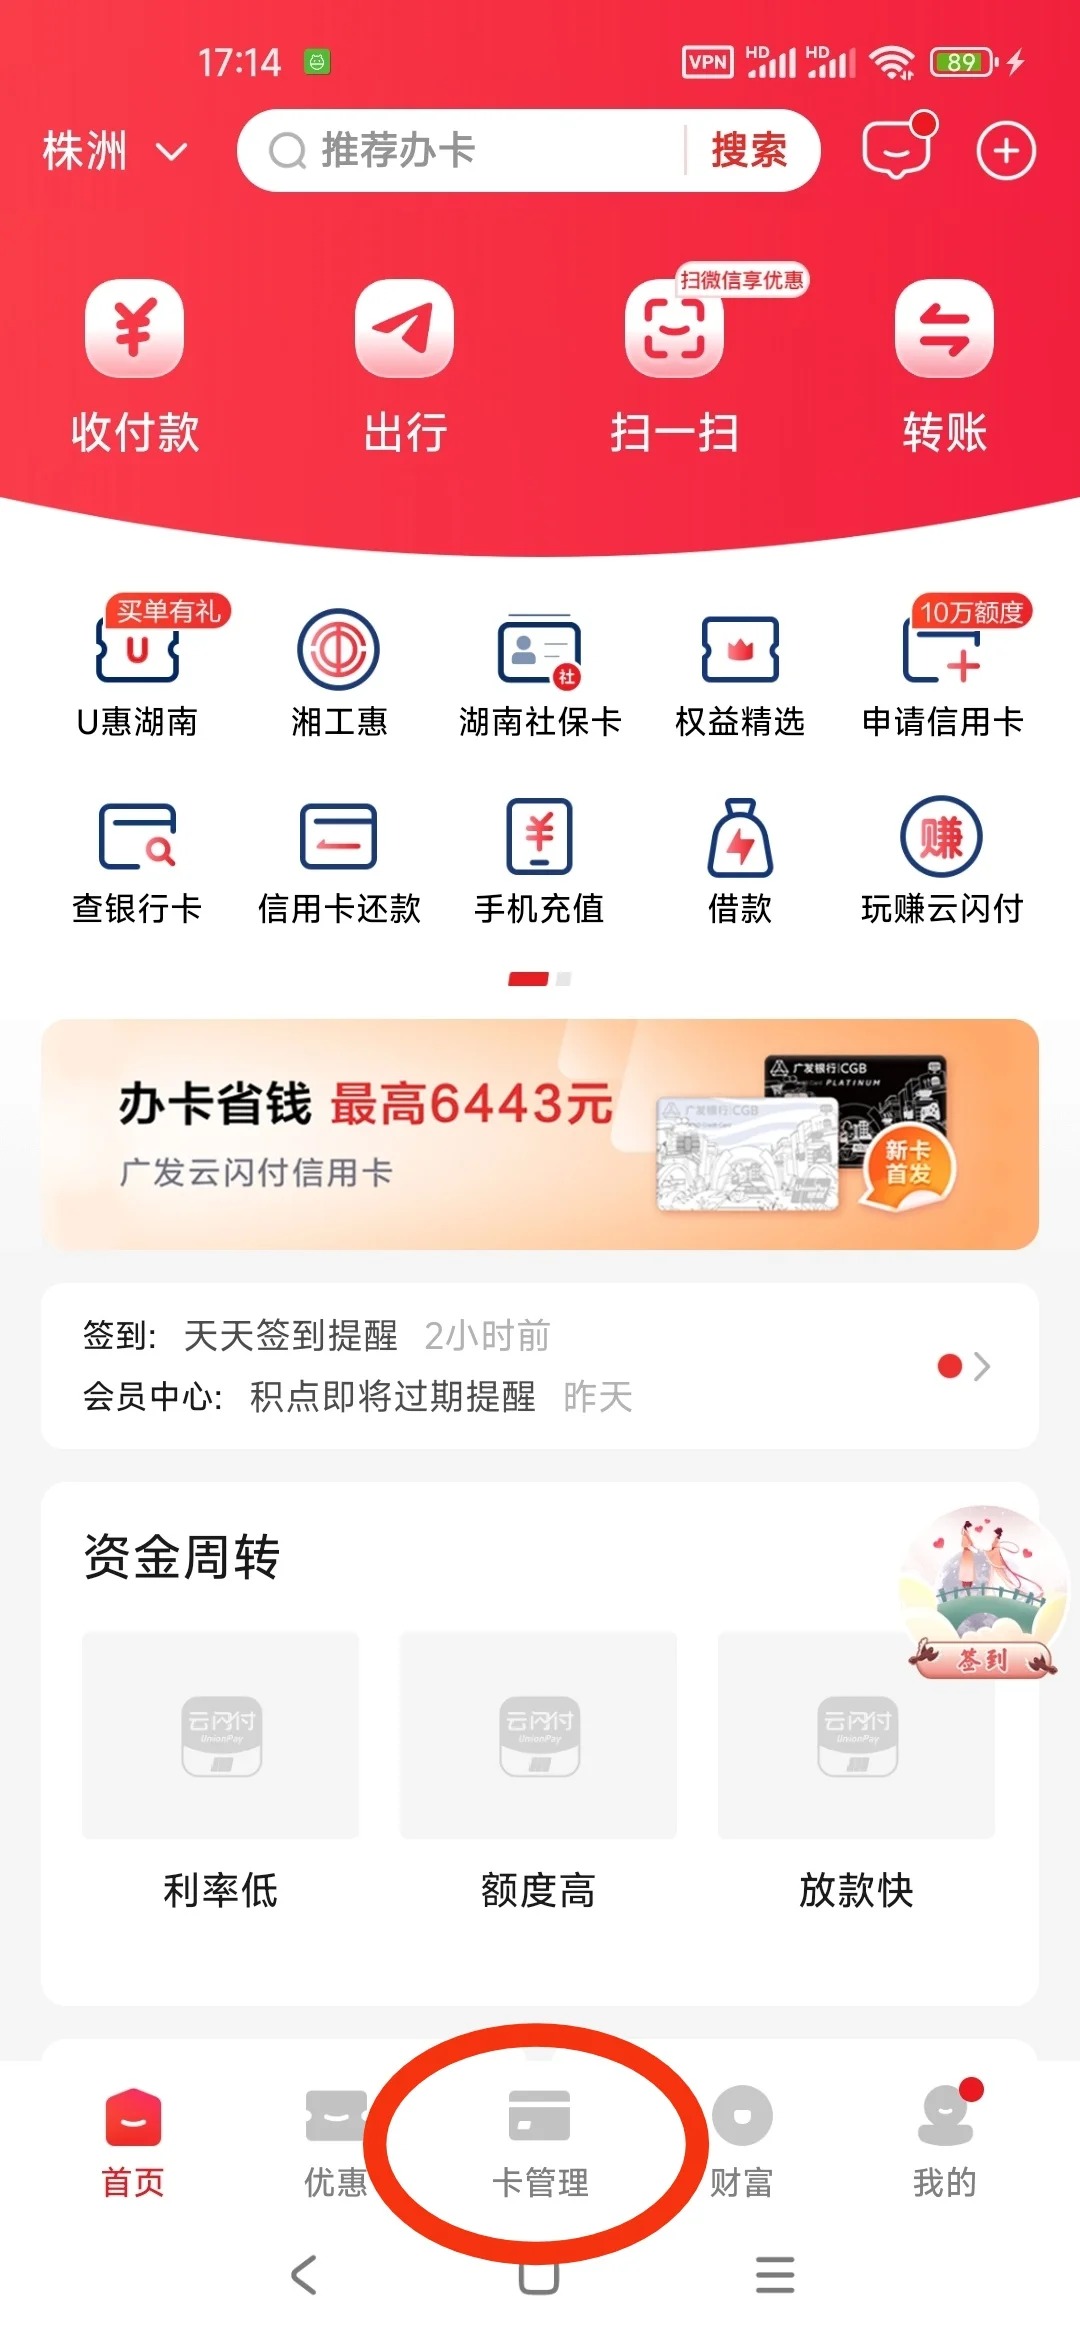 17:14
VPN HD HD 89
株洲 推荐办卡 搜索
扫微信享优惠
收付款 出行 扫一扫 转账
买单有礼 10万额度
U惠湖南 湘工惠 湖南社保卡 权益精选 申请信用卡
赚
查银行卡 信用卡还款 手机充值 借款 玩赚云闪付
办卡省钱 最高6443元
广发云闪付信用卡
广发银行|CGB
PLATINUM
广发银行|CGB
新卡
首发
签到: 天天签到提醒 2小时前
会员中心: 积点即将过期提醒 昨天
资金周转
签到
云闪付 云闪付 云闪付
UnionPay UnionPay UnionPay
利率低 额度高 放款快
首页 优惠 卡管理 财富 我的